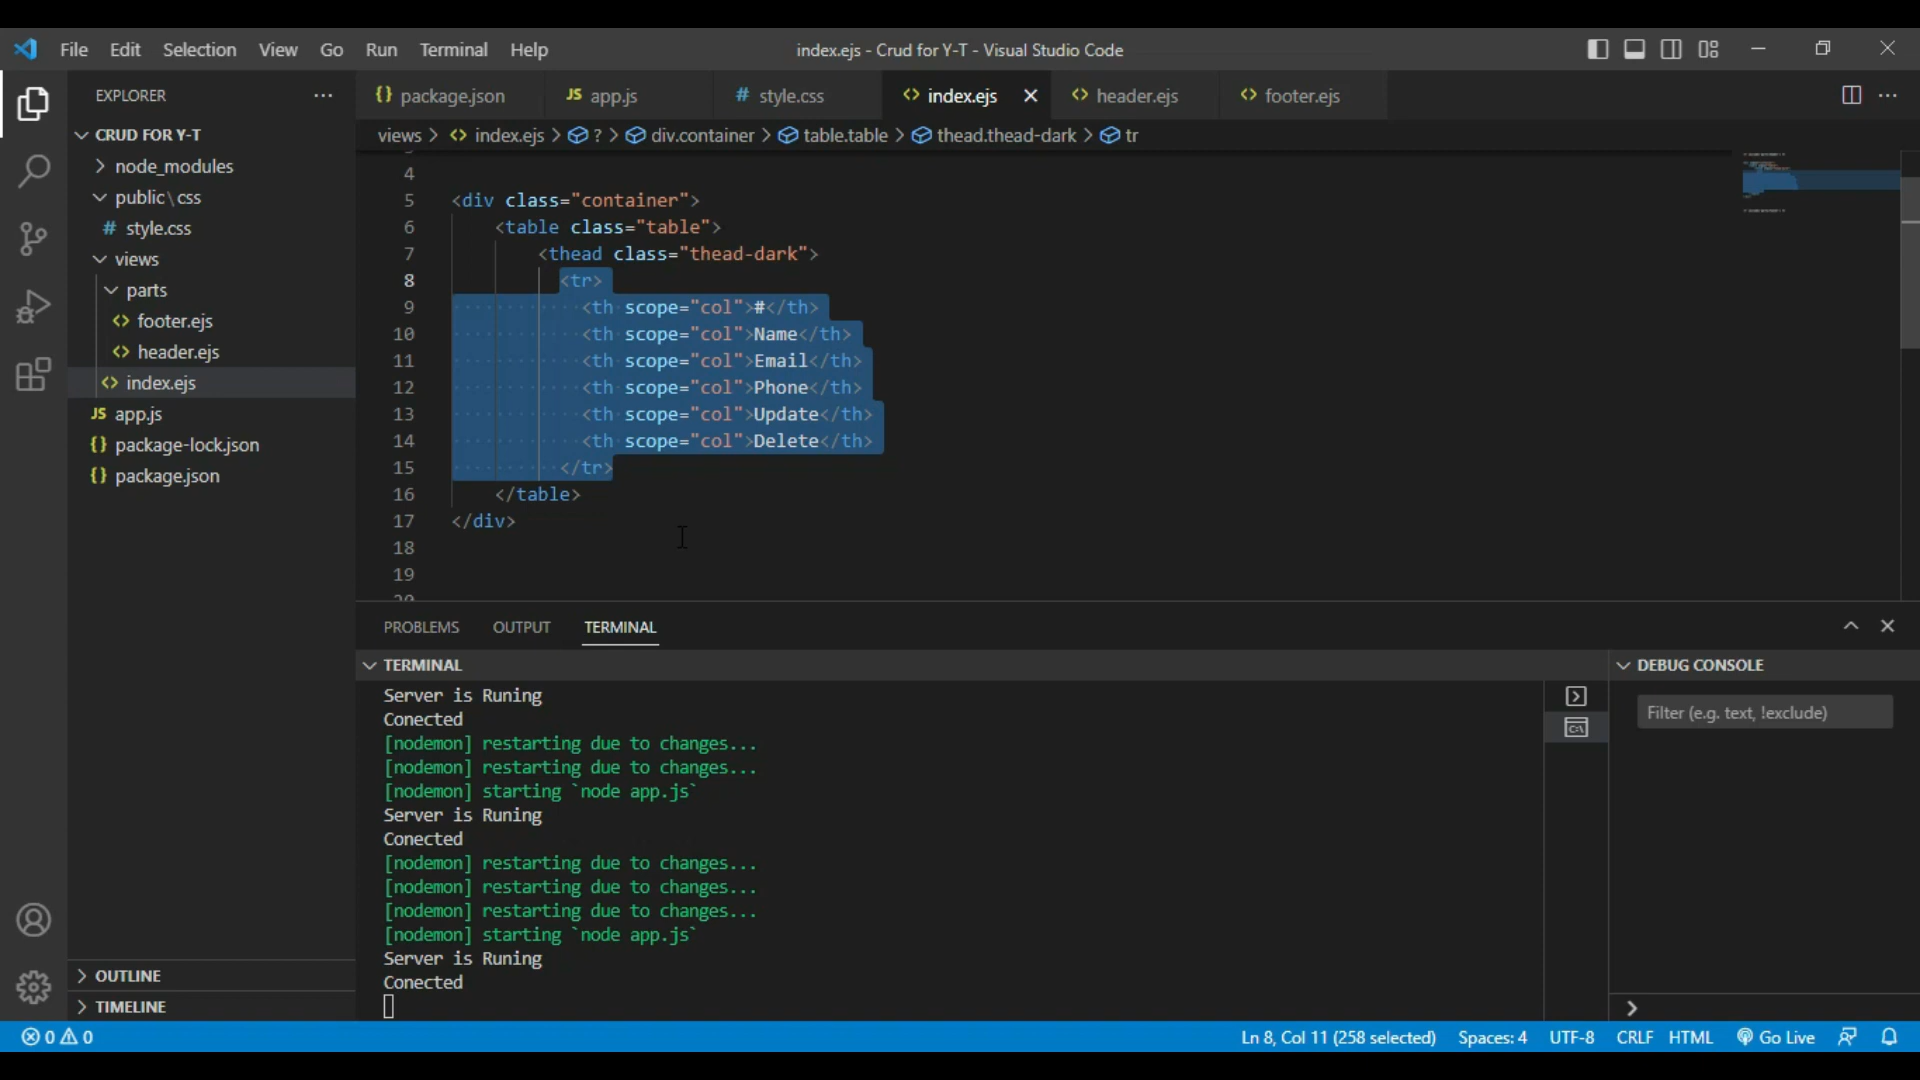 File Edit Selection View Go Run Terminal Help
index.ejs - Crud for Y-T - Visual Studio Code
EXPLORER
CRUD FOR Y-T
node_modules
public\css
# style.css
views
parts
<> footer.ejs
<> header.ejs
<> index.ejs
JS app.js
{} package-lock.json
{} package.json
OUTLINE
TIMELINE
{} package.json JS app.js # style.css <> index.ejs <> header.ejs <> footer.ejs
views > <> index.ejs > ? > div.container > table.table > thead.thead-dark > tr
4
5 <div class="container">
6 <table class="table">
7 <thead class="thead-dark">
8 <tr>
9 <th scope="col">#</th>
10 <th scope="col">Name</th>
11 <th scope="col">Email</th>
12 <th scope="col">Phone</th>
13 <th scope="col">Update</th>
14 <th scope="col">Delete</th>
15 </tr>
16 </table>
17 </div>
18
19
20
PROBLEMS OUTPUT TERMINAL
TERMINAL
Server is Runing
Conected
[nodemon] restarting due to changes...
[nodemon] restarting due to changes...
[nodemon] starting `node app.js`
Server is Runing
Conected
[nodemon] restarting due to changes...
[nodemon] restarting due to changes...
[nodemon] restarting due to changes...
[nodemon] starting `node app.js`
Server is Runing
Conected
DEBUG CONSOLE
Filter (e.g. text, !exclude)
0 0
Ln 8, Col 11 (258 selected) Spaces: 4 UTF-8 CRLF HTML Go Live